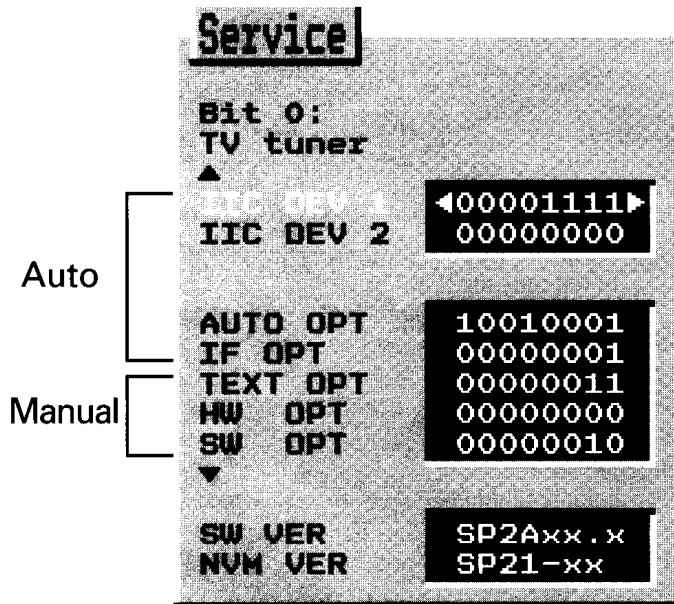 Service
Bit 0:
TV tuner
IIC DEV 1 00001111
IIC DEV 2 00000000
Auto
AUTO OPT 10010001
IF OPT 00000001
TEXT OPT 00000011
Manual
HW OPT 00000000
SW OPT 00000010
SW VER SP2Axx.x
NVM VER SP21-xx